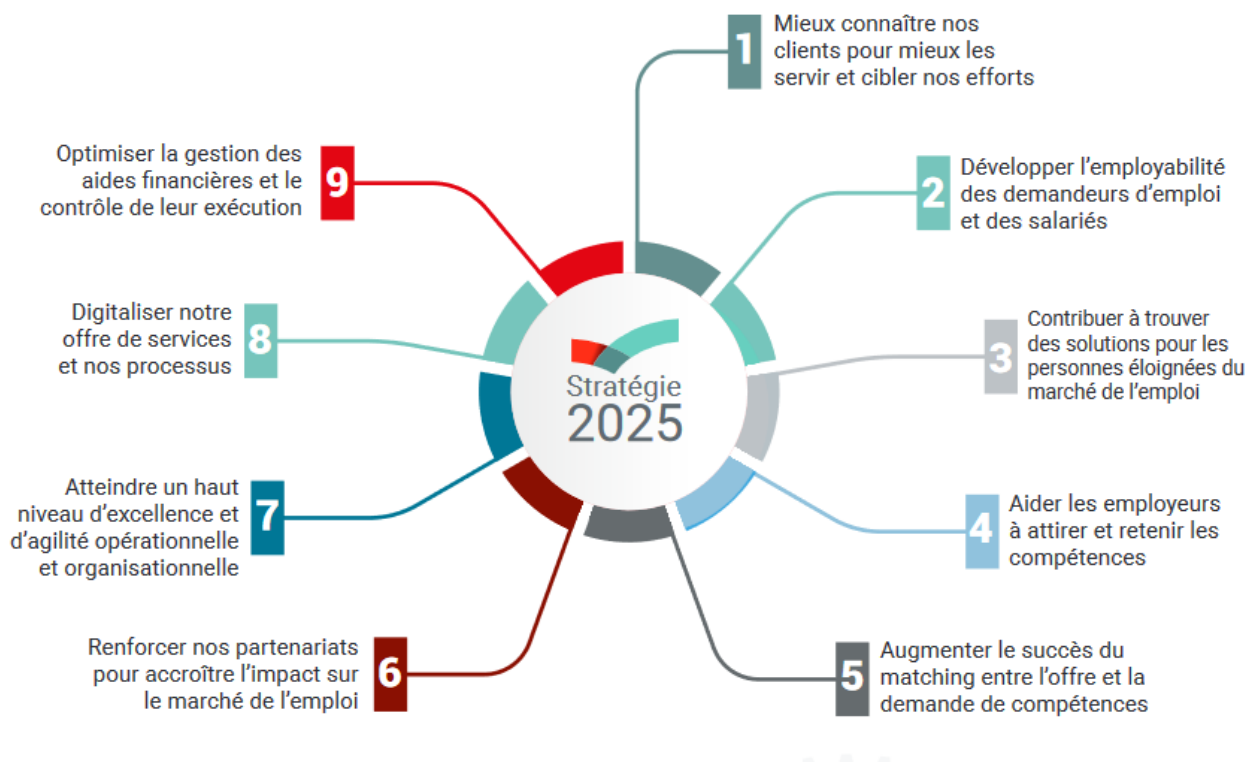 1
Mieux connaître nos
clients pour mieux les
servir et cibler nos efforts
2
Développer l'employabilité
des demandeurs d'emploi
et des salariés
3
Contribuer à trouver
des solutions pour les
personnes éloignées du
marché de l'emploi
4
Aider les employeurs
à attirer et retenir les
compétences
5
Augmenter le succès du
matching entre l'offre et la
demande de compétences
6
Renforcer nos partenariats
pour accroître l'impact sur
le marché de l'emploi
7
Atteindre un haut
niveau d'excellence et
d'agilité opérationnelle
et organisationnelle
8
Digitaliser notre
offre de services
et nos processus
9
Optimiser la gestion des
aides financières et le
contrôle de leur exécution
Stratégie
2025